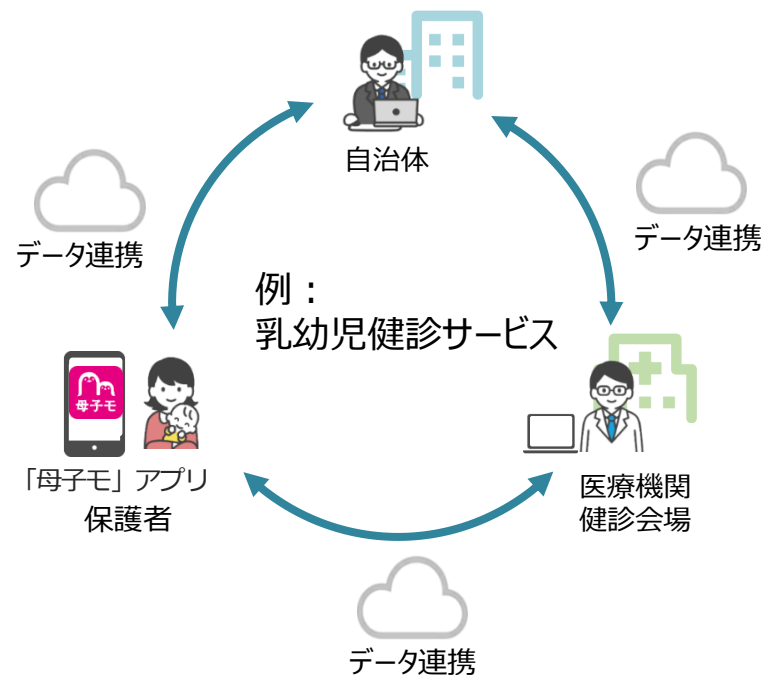 自治体
データ連携
データ連携
例：
乳幼児健診サービス
母子モ
「母子モ」アプリ
保護者
医療機関
健診会場
データ連携